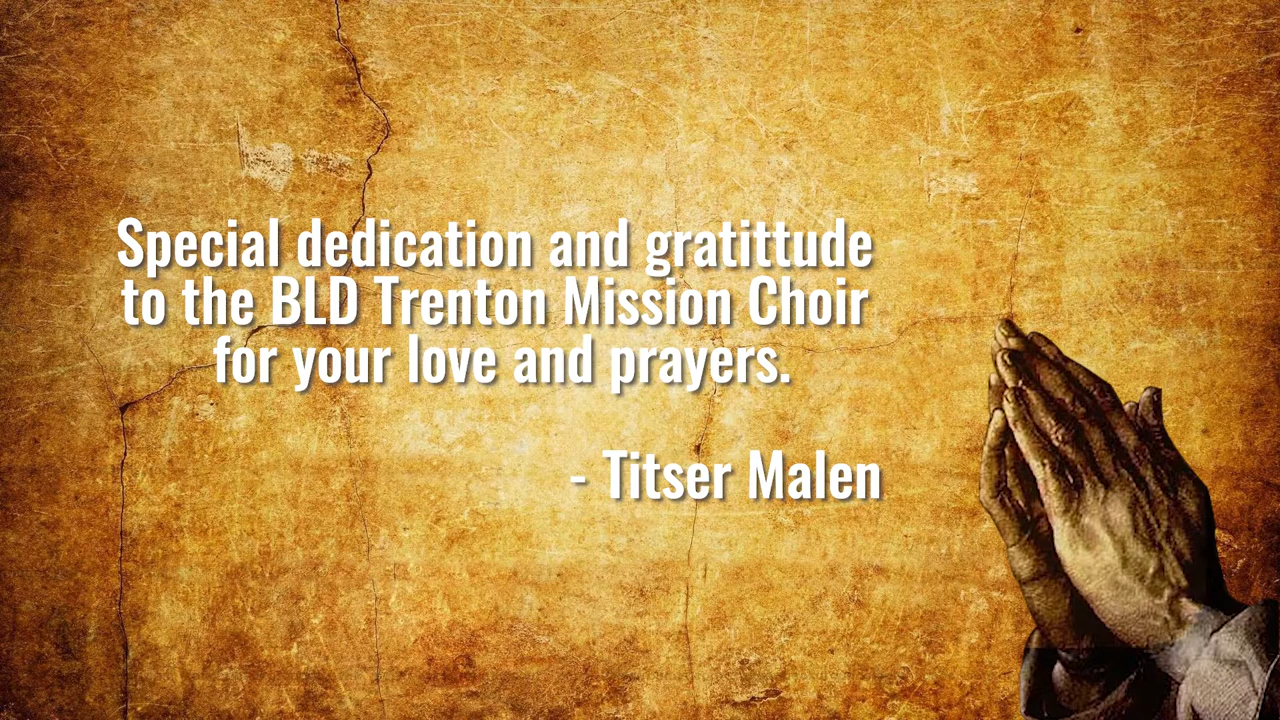 Special dedication and gratittude
to the BLD Trenton Mission Choir
for your love and prayers.
- Titser Malen